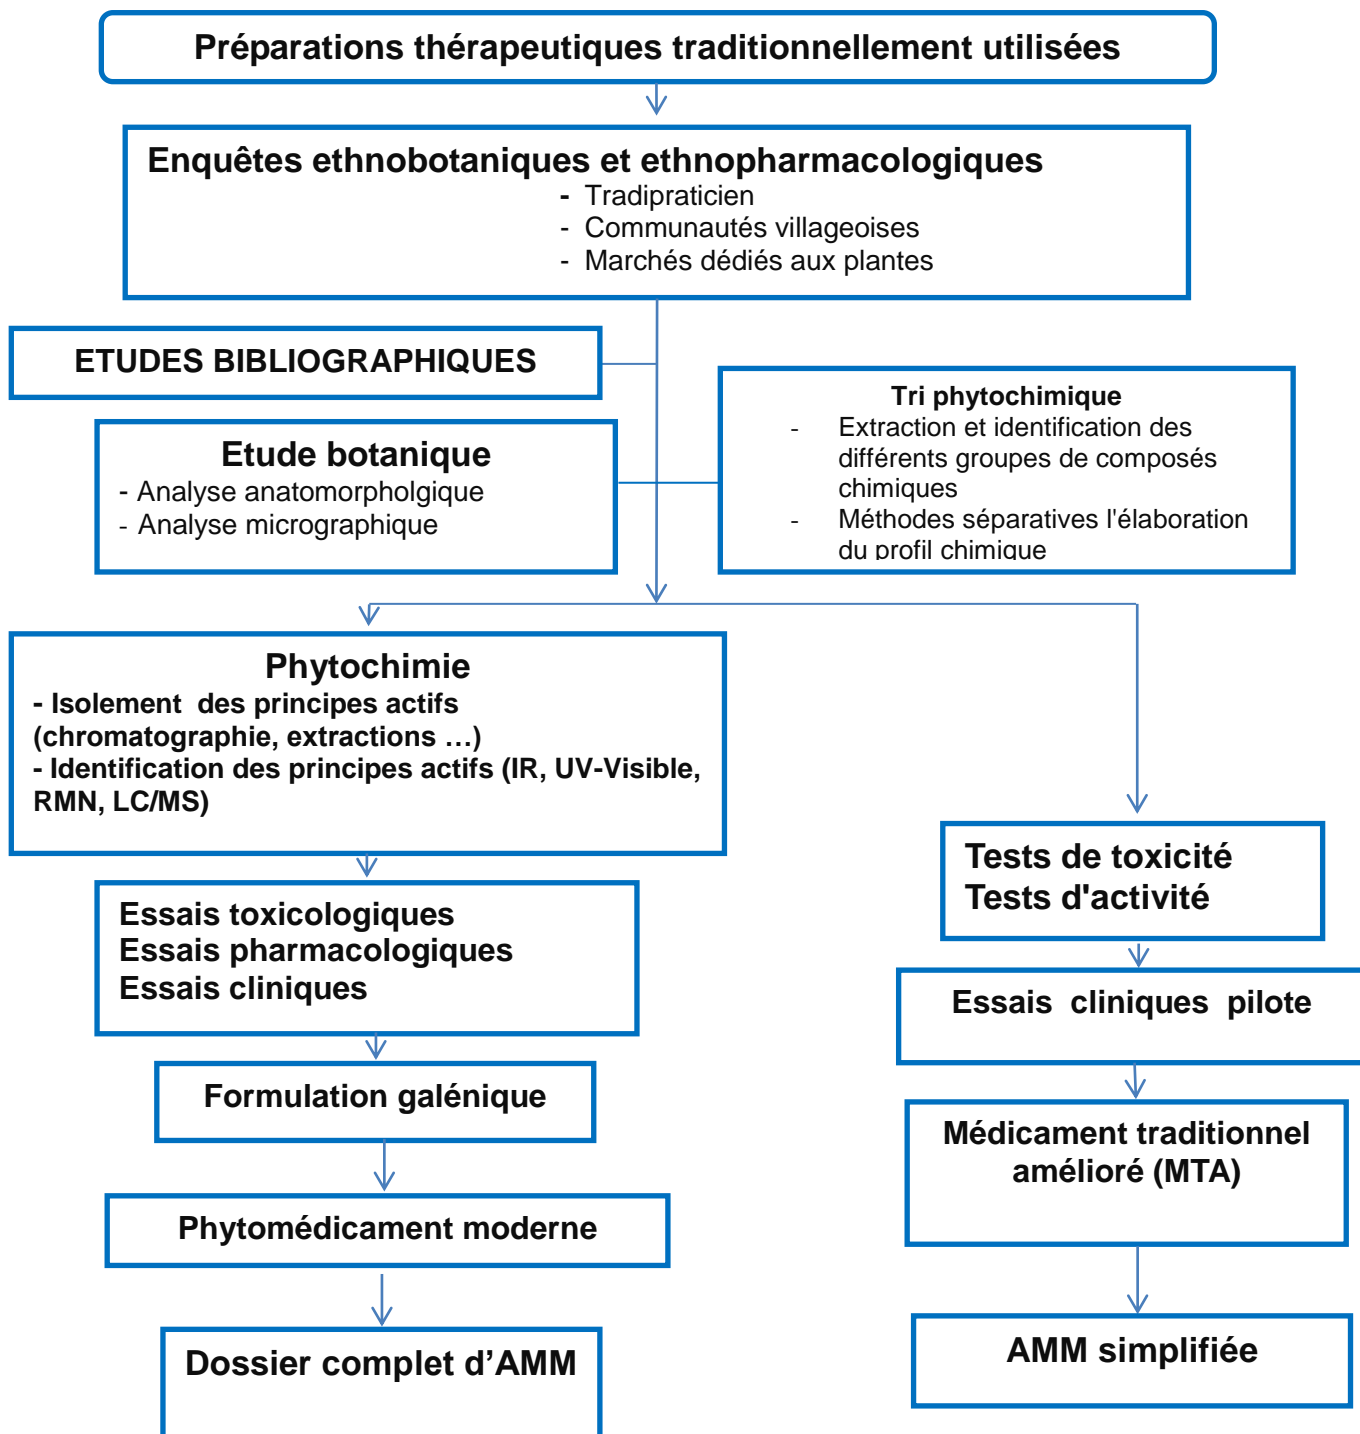 Préparations thérapeutiques traditionnellement utilisées
Enquêtes ethnobotaniques et ethnopharmacologiques
- Tradipraticien
- Communautés villageoises
- Marchés dédiés aux plantes
ETUDES BIBLIOGRAPHIQUES
Etude botanique
- Analyse anatomorpholgique
- Analyse micrographique
Tri phytochimique
- Extraction et identification des
différents groupes de composés
chimiques
- Méthodes séparatives l'élaboration
du profil chimique
Phytochimie
- Isolement des principes actifs
(chromatographie, extractions …)
- Identification des principes actifs (IR, UV-Visible,
RMN, LC/MS)
Essais toxicologiques
Essais pharmacologiques
Essais cliniques
Formulation galénique
Phytomédicament moderne
Dossier complet d’AMM
Tests de toxicité
Tests d'activité
Essais cliniques pilote
Médicament traditionnel
amélioré (MTA)
AMM simplifiée